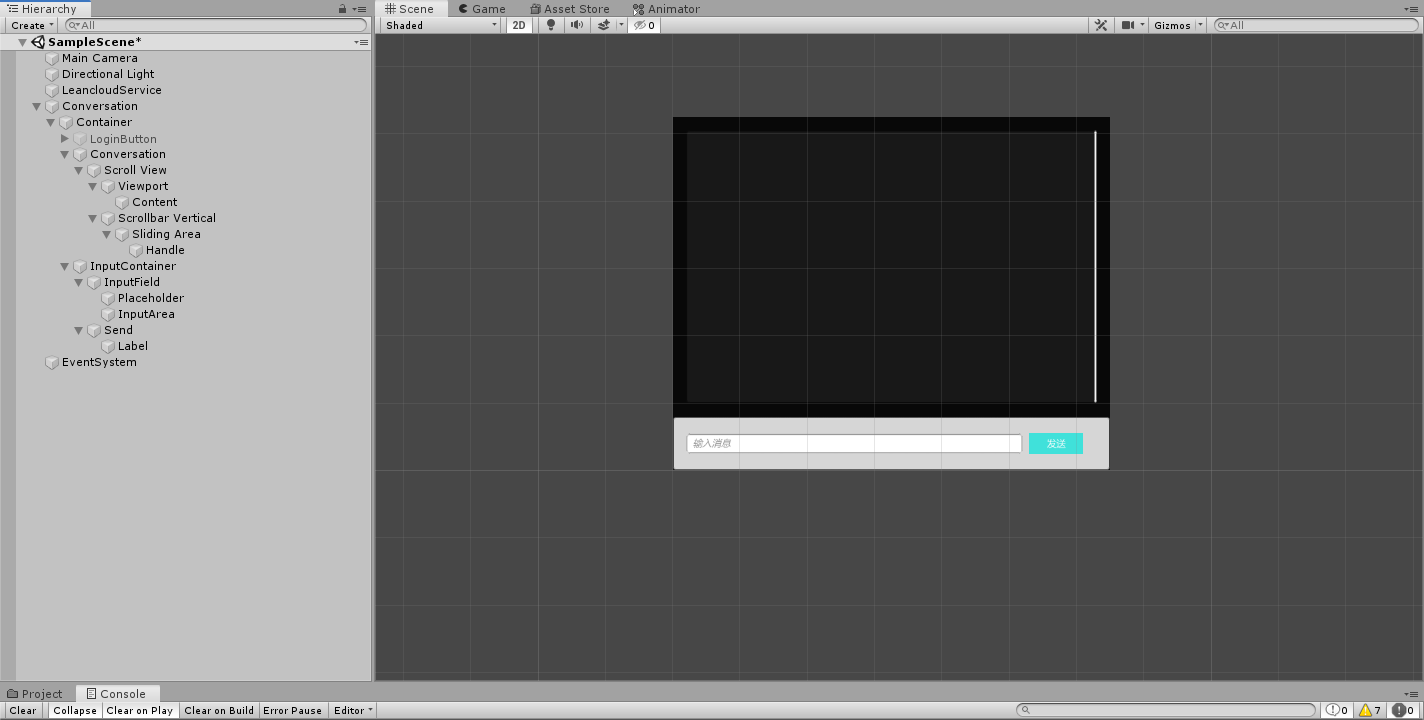 Hierarchy
Create
All
SampleScene*
Main Camera
Directional Light
LeancloudService
Conversation
Container
LoginButton
Conversation
Scroll View
Viewport
Content
Scrollbar Vertical
Sliding Area
Handle
InputContainer
InputField
Placeholder
InputArea
Send
Label
EventSystem
Scene
Game
Asset Store
Animator
Shaded
2D
0
Gizmos
All
输入消息
发送
Project
Console
Clear
Collapse
Clear on Play
Clear on Build
Error Pause
Editor
0
7
0